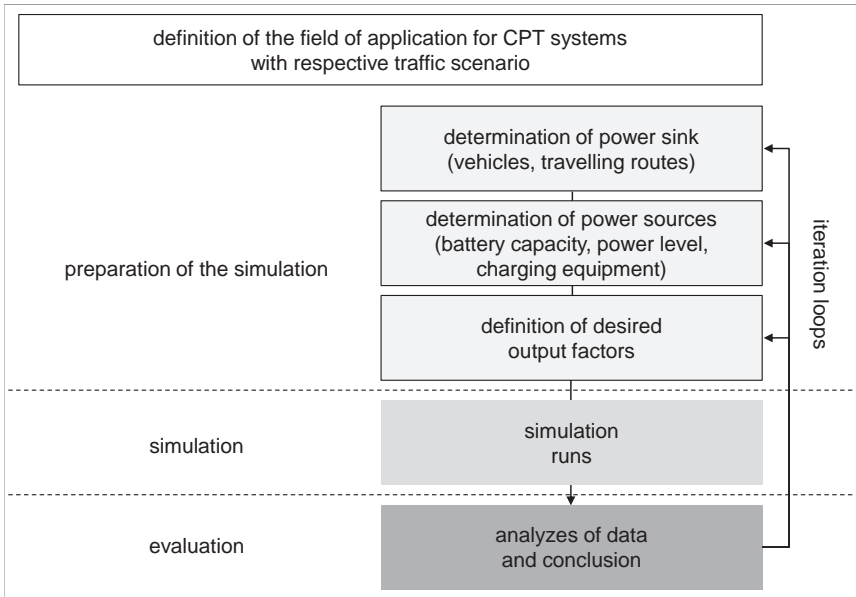 definition of the field of application for CPT systems
with respective traffic scenario
determination of power sink
(vehicles, travelling routes)
determination of power sources
(battery capacity, power level,
charging equipment)
preparation of the simulation
definition of desired
output factors
iteration loops
simulation
simulation
runs
evaluation
analyzes of data
and conclusion